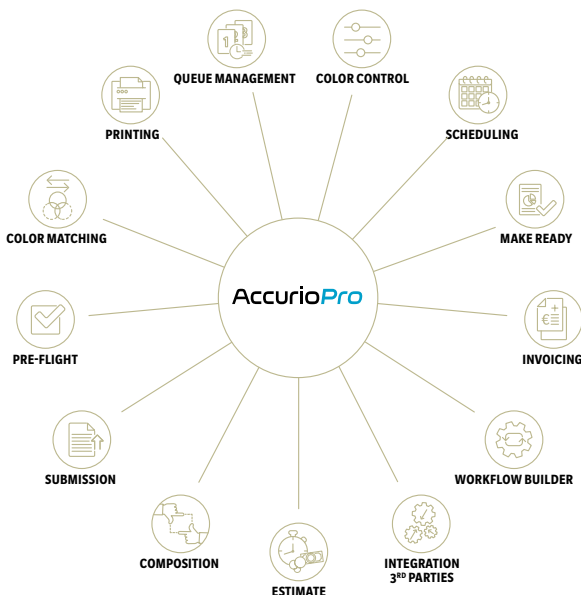 1
QUEUE MANAGEMENT
COLOR CONTROL
PRINTING
SCHEDULING
COLOR MATCHING
MAKE READY
AccurioPro
PRE-FLIGHT
€
INVOICING
SUBMISSION
WORKFLOW BUILDER
COMPOSITION
INTEGRATION
3RD PARTIES
ESTIMATE